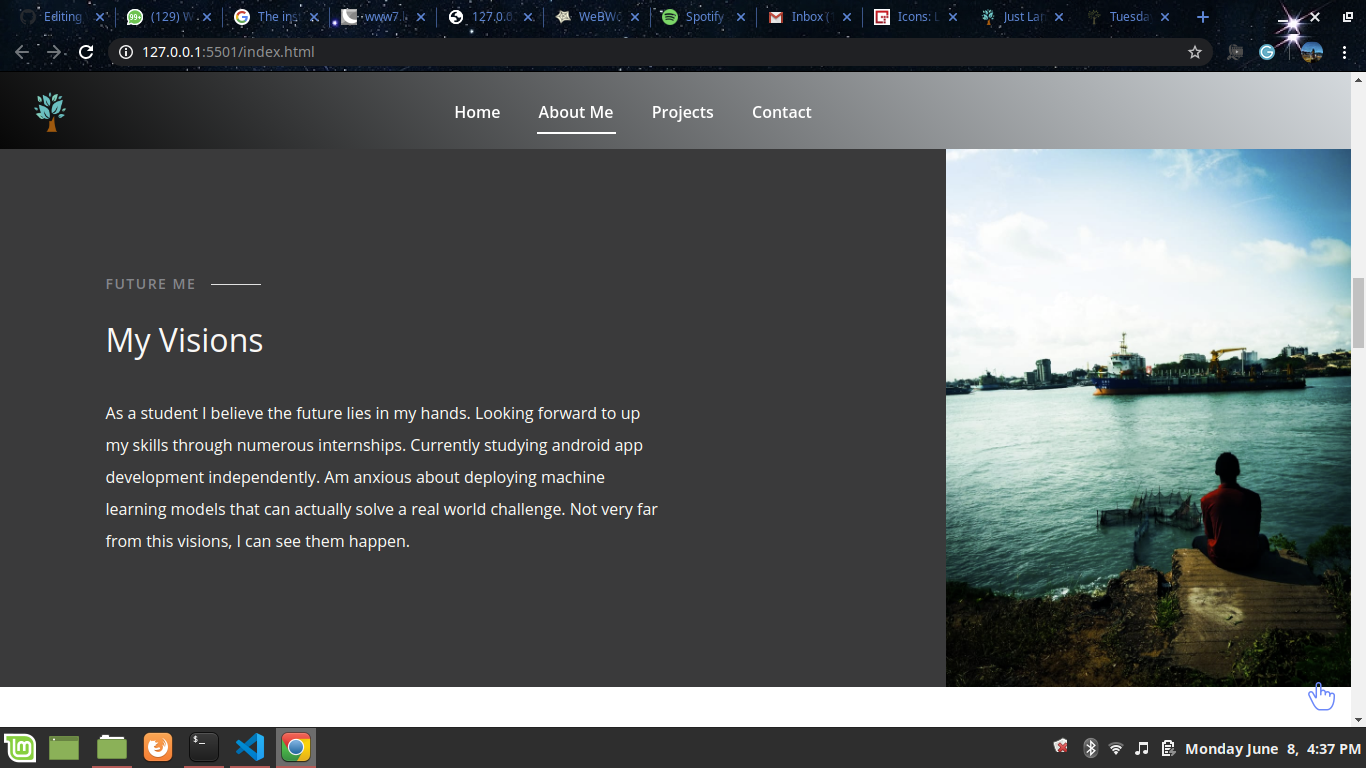 Editing
(129) W
The ins
www7.
127.0.0.
WeBW
Spotify
Inbox (
Icons: L
Just Lap
Tuesda
127.0.0.1:5501/index.html
Home About Me Projects Contact
FUTURE ME
My Visions
As a student I believe the future lies in my hands. Looking forward to up
my skills through numerous internships. Currently studying android app
development independently. Am anxious about deploying machine
learning models that can actually solve a real world challenge. Not very far
from this visions, I can see them happen.
Monday June 8, 4:37 PM